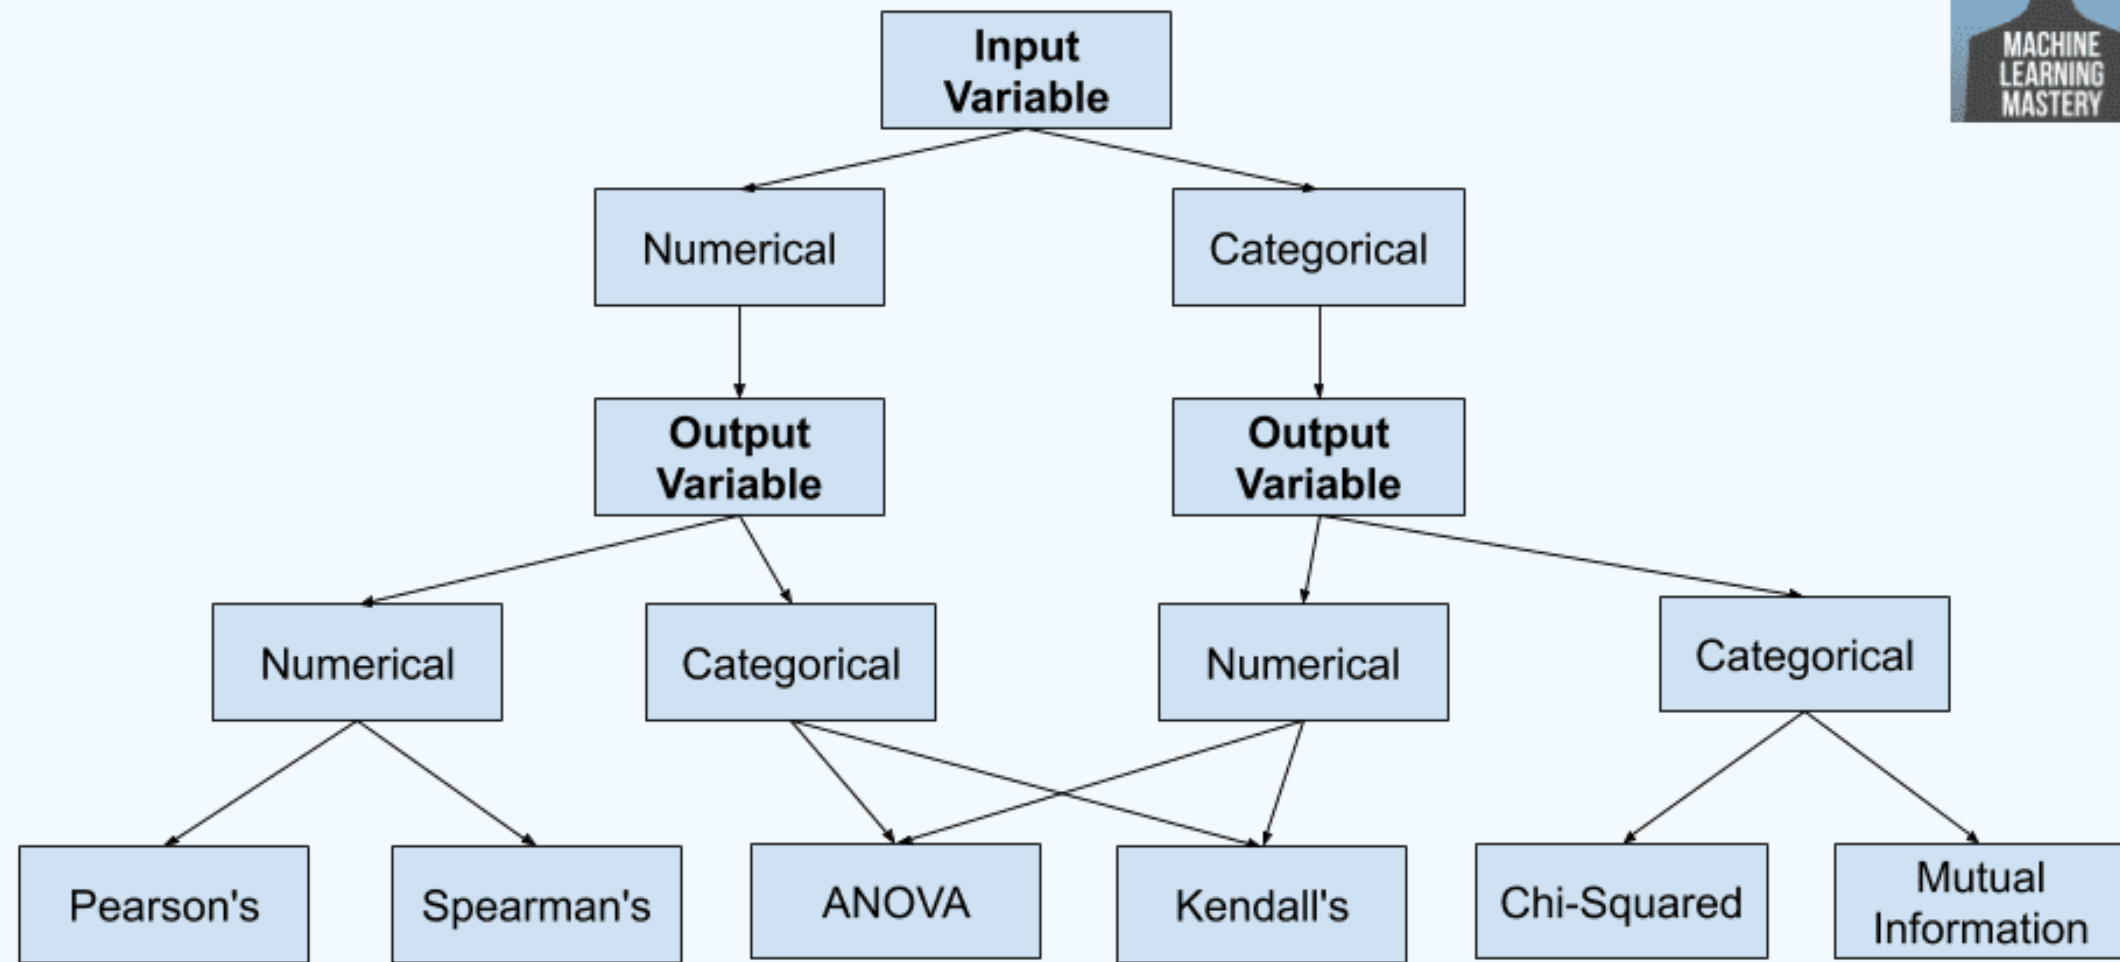 Input
Variable
MACHINE
LEARNING
MASTERY
Numerical
Categorical
Output
Variable
Output
Variable
Numerical
Categorical
Numerical
Categorical
Pearson's
Spearman's
ANOVA
Kendall's
Chi-Squared
Mutual
Information